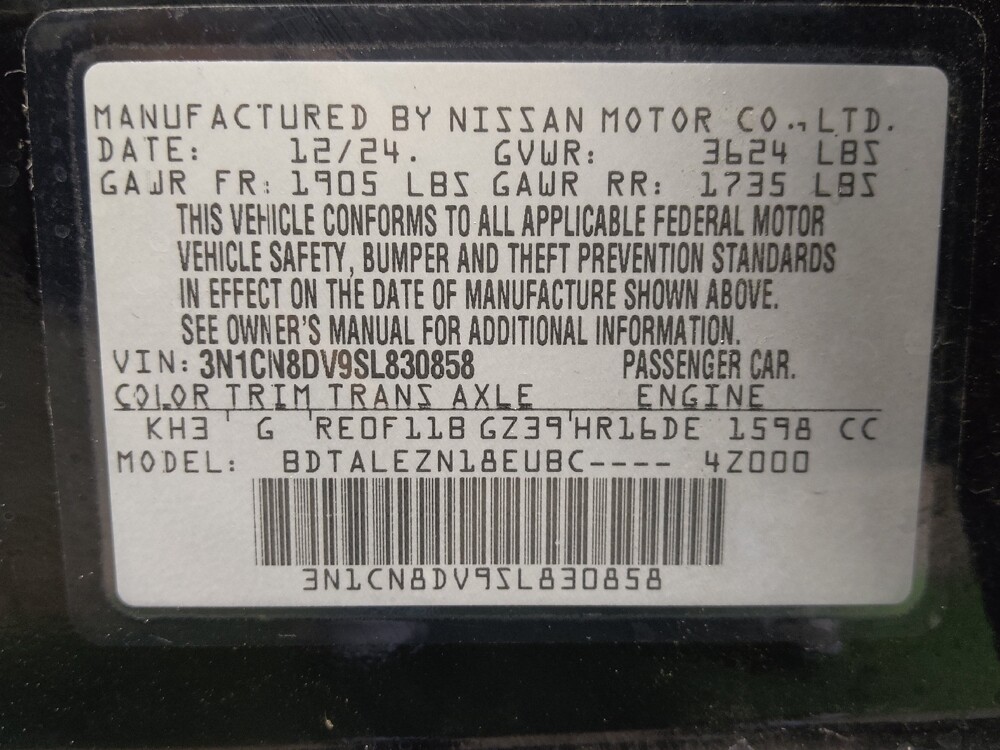 MANUFACTURED BY NISSAN MOTOR CO., LTD.
DATE: 12/24. GVWR: 3624 LBS
GAWR FR: 1905 LBS GAWR RR: 1735 LBS
THIS VEHICLE CONFORMS TO ALL APPLICABLE FEDERAL MOTOR
VEHICLE SAFETY, BUMPER AND THEFT PREVENTION STANDARDS
IN EFFECT ON THE DATE OF MANUFACTURE SHOWN ABOVE.
SEE OWNER'S MANUAL FOR ADDITIONAL INFORMATION.
VIN: 3N1CN8DV9SL830858 PASSENGER CAR.
COLOR TRIM TRANS AXLE ENGINE
KH3 G RE0F11B GZ39 HR16DE 1598 CC
MODEL: BDTALEZN18EUBC---- 4Z000
3N1CN8DV9SL830858